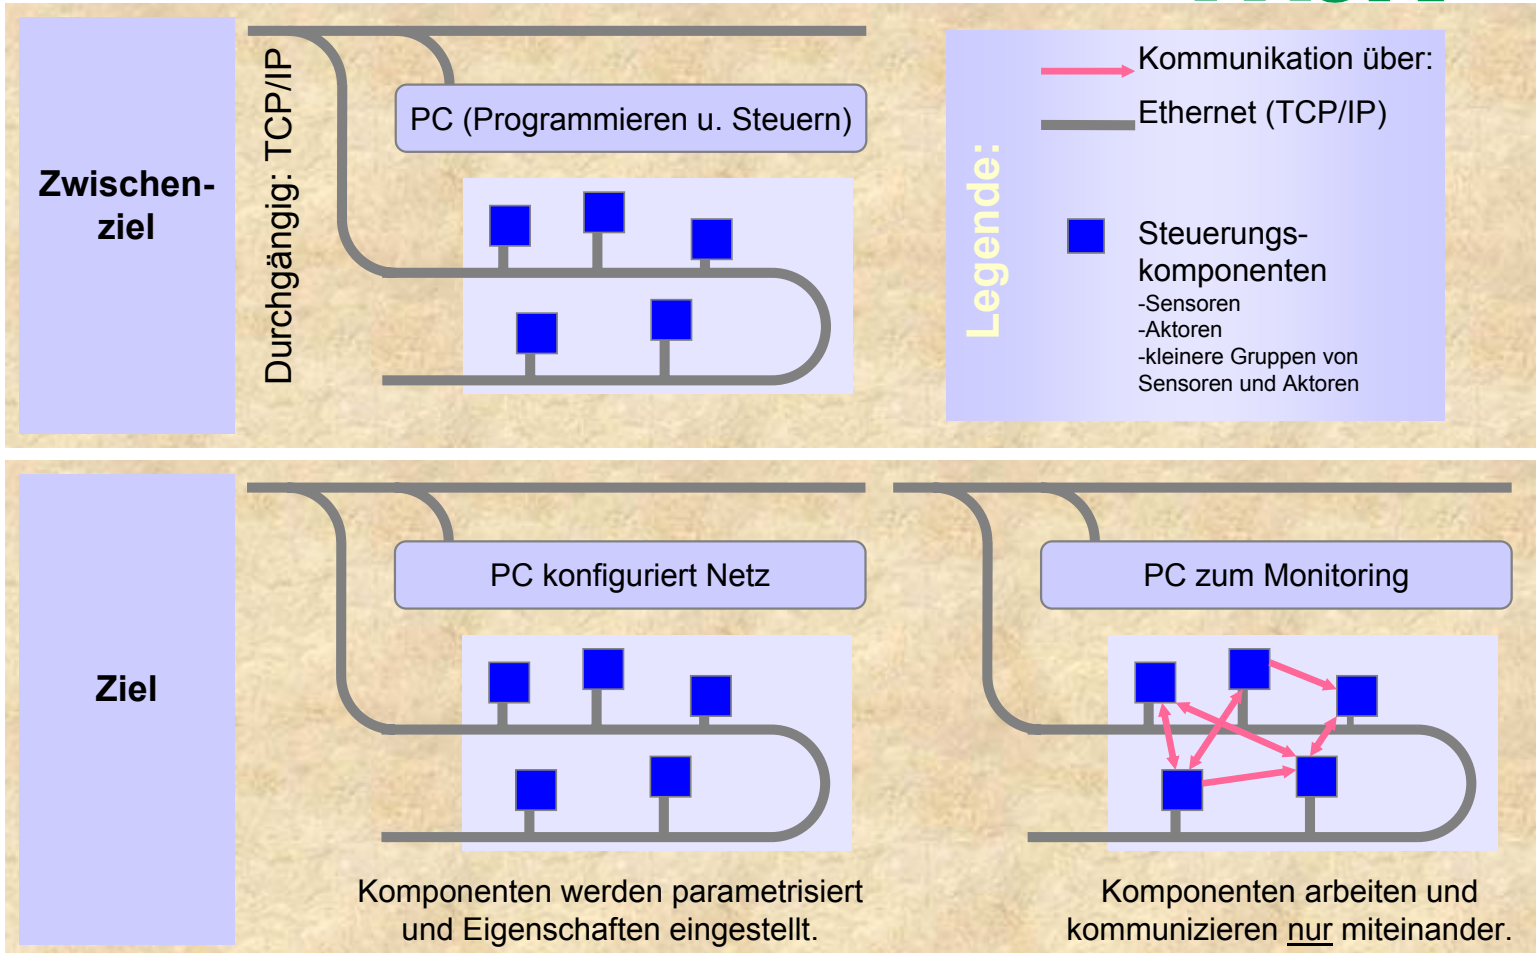 Zwischen-
ziel
Durchgängig: TCP/IP
PC (Programmieren u. Steuern)
Legende:
Kommunikation über:
Ethernet (TCP/IP)
Steuerungs-
komponenten
-Sensoren
-Aktoren
-kleinere Gruppen von
Sensoren und Aktoren
Ziel
PC konfiguriert Netz
Komponenten werden parametrisiert
und Eigenschaften eingestellt.
PC zum Monitoring
Komponenten arbeiten und
kommunizieren nur miteinander.